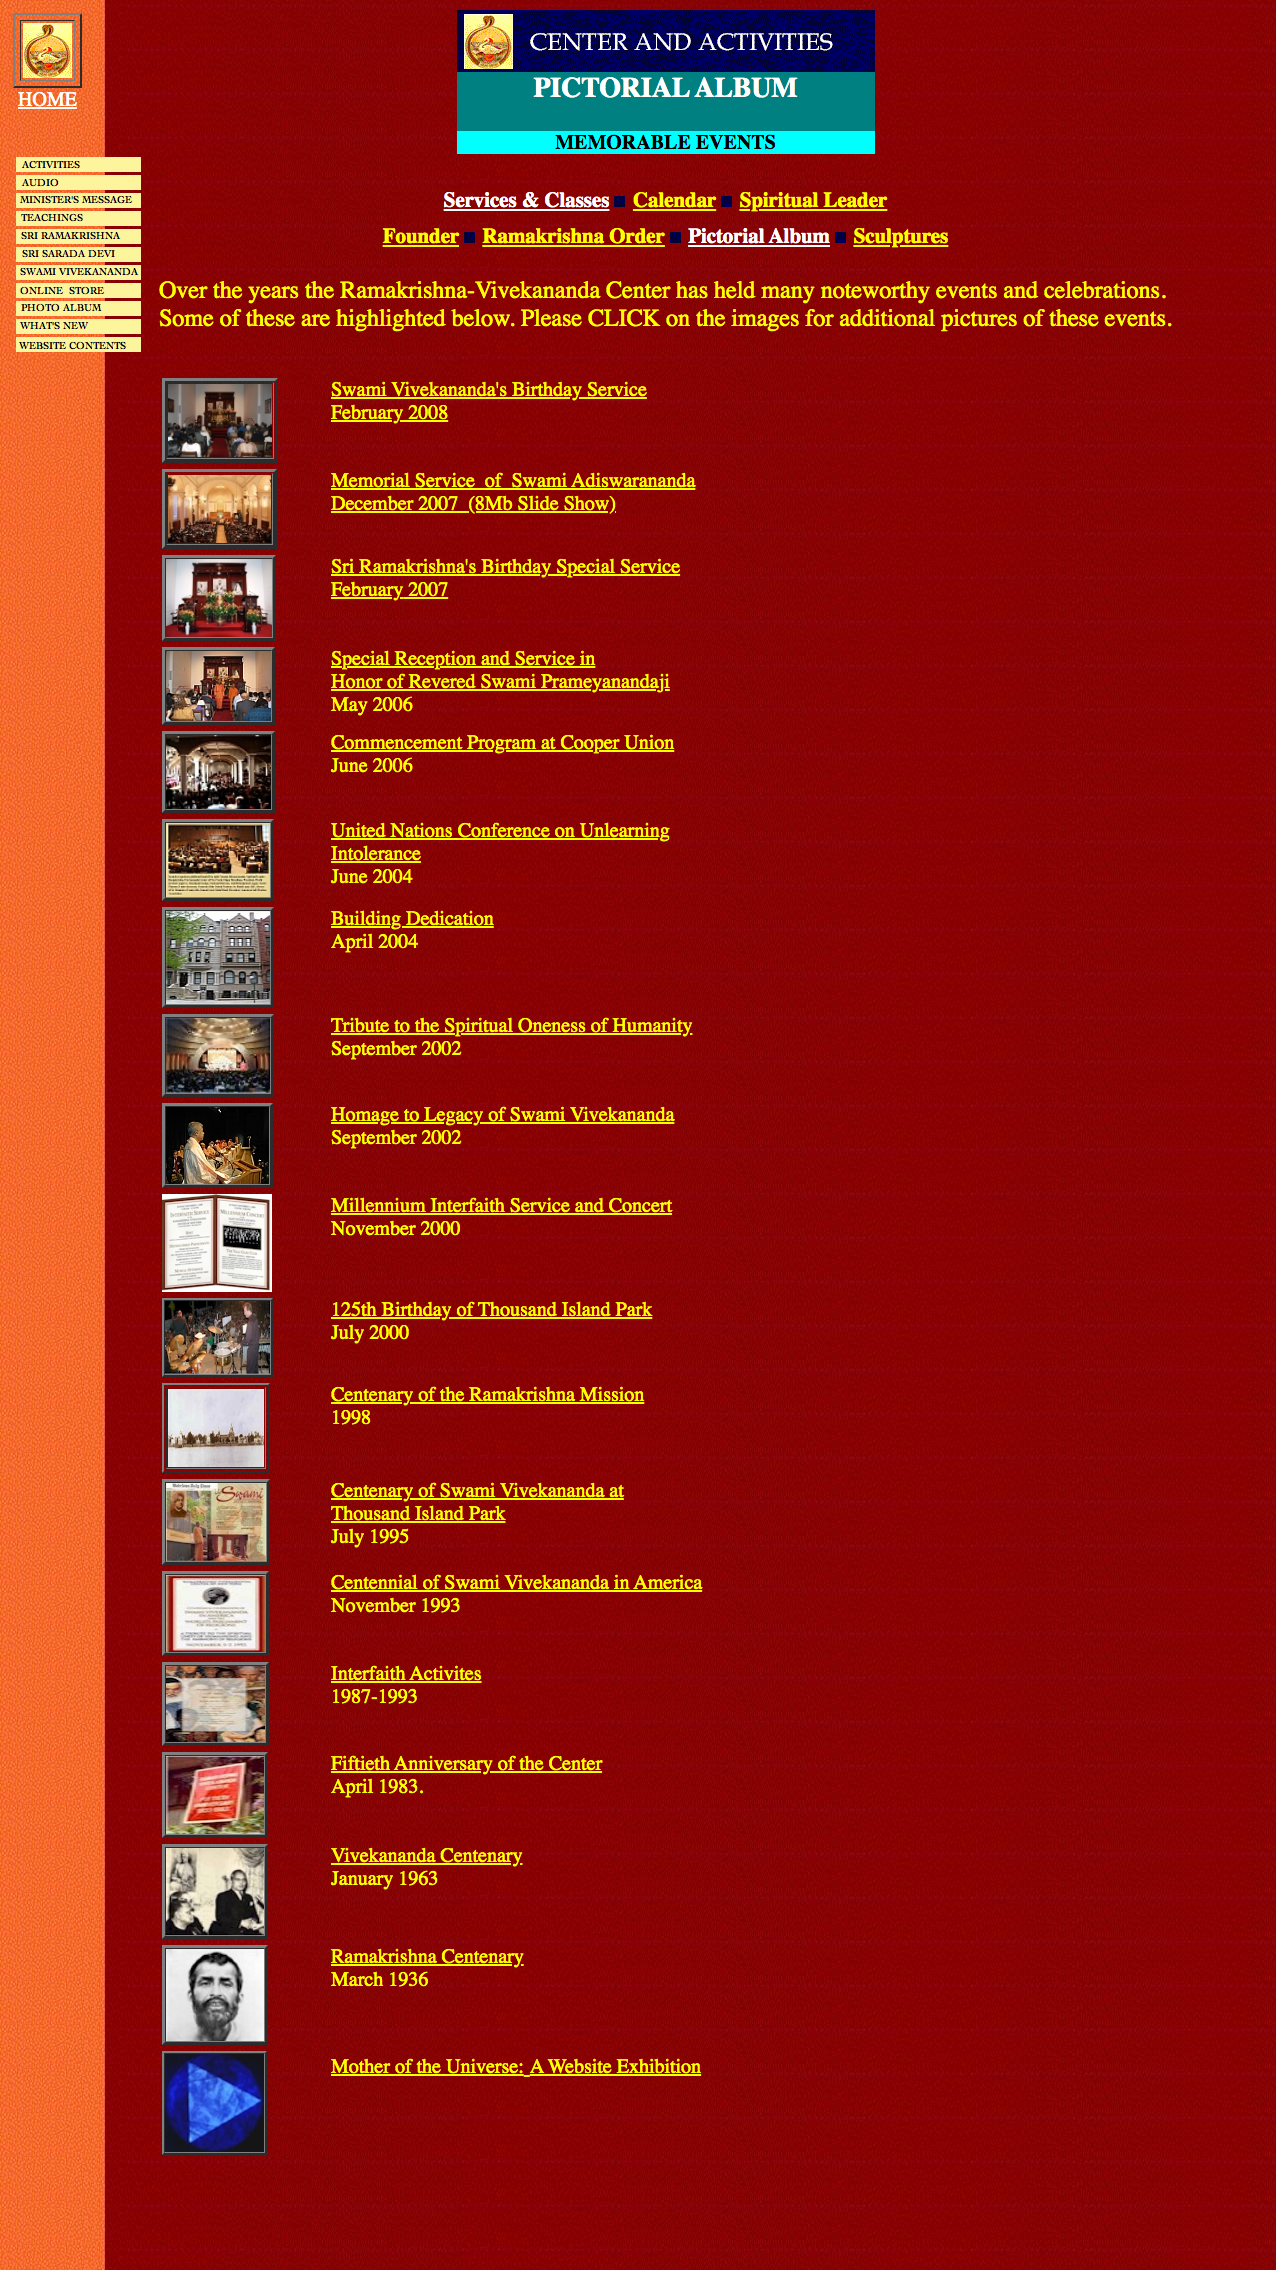 CENTER AND ACTIVITIES
PICTORIAL ALBUM
MEMORABLE EVENTS
HOME
ACTIVITIES
AUDIO
MINISTER'S MESSAGE
TEACHINGS
SRI RAMAKRISHNA
SRI SARADA DEVI
SWAMI VIVEKANANDA
ONLINE STORE
PHOTO ALBUM
WHAT'S NEW
WEBSITE CONTENTS
Services & Classes Calendar Spiritual Leader
Founder Ramakrishna Order Pictorial Album Sculptures
Over the years the Ramakrishna-Vivekananda Center has held many noteworthy events and celebrations.
Some of these are highlighted below. Please CLICK on the images for additional pictures of these events.
Swami Vivekananda's Birthday Service
February 2008
Memorial Service of Swami Adiswarananda
December 2007 (8Mb Slide Show)
Sri Ramakrishna's Birthday Special Service
February 2007
Special Reception and Service in
Honor of Revered Swami Prameyanandaji
May 2006
Commencement Program at Cooper Union
June 2006
United Nations Conference on Unlearning
Intolerance
June 2004
Building Dedication
April 2004
Tribute to the Spiritual Oneness of Humanity
September 2002
Homage to Legacy of Swami Vivekananda
September 2002
Millennium Interfaith Service and Concert
November 2000
125th Birthday of Thousand Island Park
July 2000
Centenary of the Ramakrishna Mission
1998
Centenary of Swami Vivekananda at
Thousand Island Park
July 1995
Swami
Centennial of Swami Vivekananda in America
November 1993
Interfaith Activites
1987-1993
Fiftieth Anniversary of the Center
April 1983.
Vivekananda Centenary
January 1963
Ramakrishna Centenary
March 1936
Mother of the Universe: A Website Exhibition